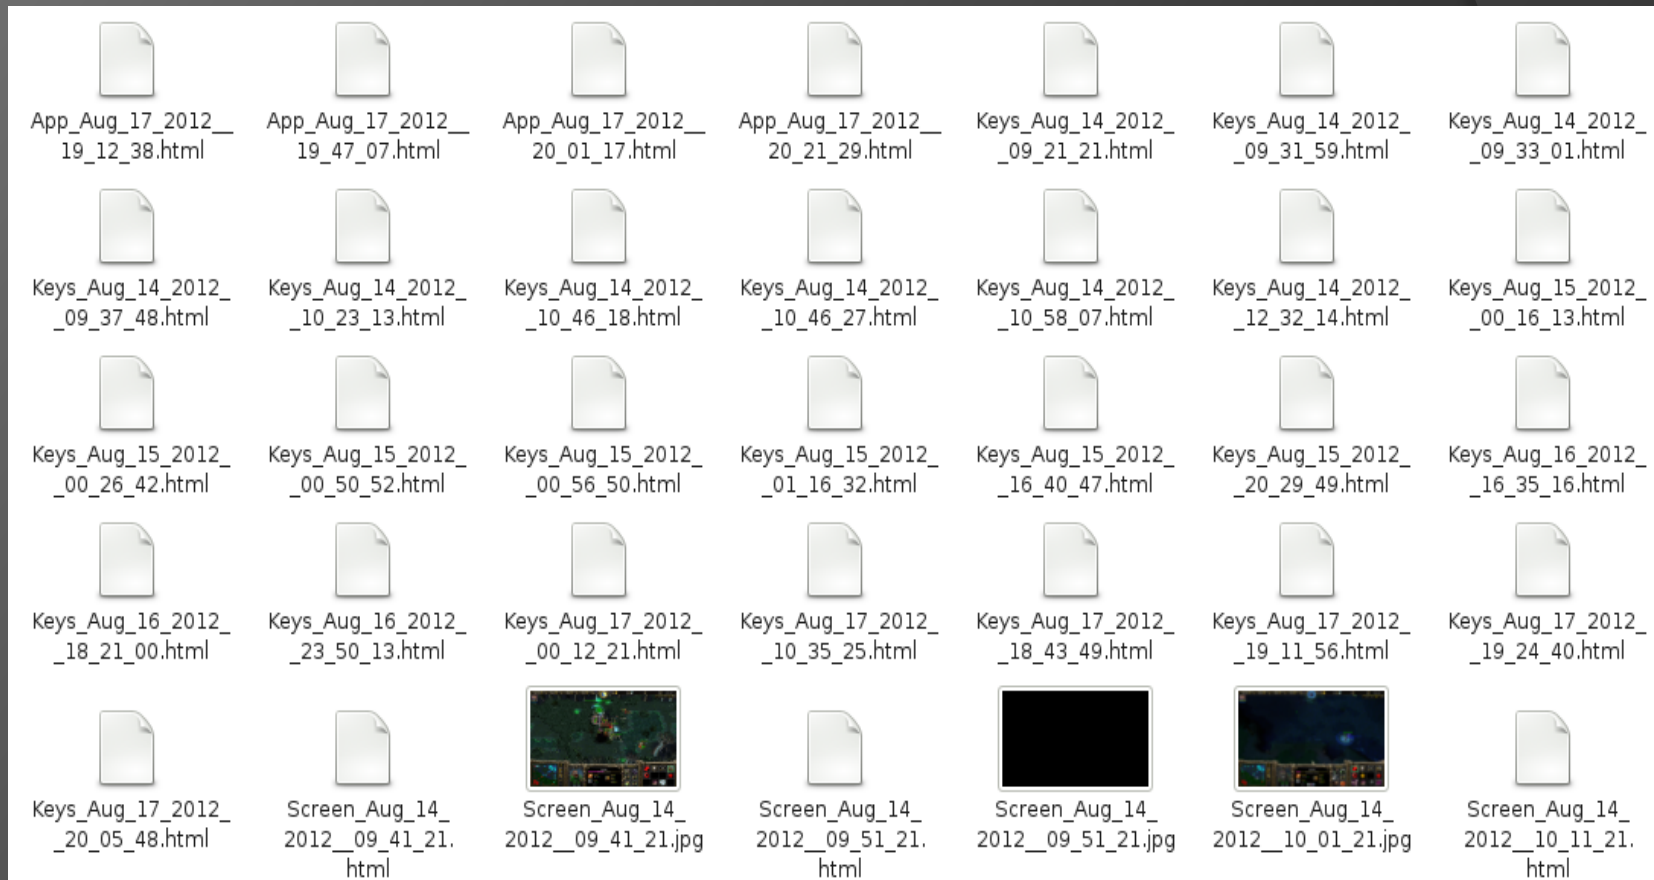 App_Aug_17_2012__
19_12_38.html
App_Aug_17_2012__
19_47_07.html
App_Aug_17_2012__
20_01_17.html
App_Aug_17_2012__
20_21_29.html
Keys_Aug_14_2012_
_09_21_21.html
Keys_Aug_14_2012_
_09_31_59.html
Keys_Aug_14_2012_
_09_33_01.html
Keys_Aug_14_2012_
_09_37_48.html
Keys_Aug_14_2012_
_10_23_13.html
Keys_Aug_14_2012_
_10_46_18.html
Keys_Aug_14_2012_
_10_46_27.html
Keys_Aug_14_2012_
_10_58_07.html
Keys_Aug_14_2012_
_12_32_14.html
Keys_Aug_15_2012_
_00_16_13.html
Keys_Aug_15_2012_
_00_26_42.html
Keys_Aug_15_2012_
_00_50_52.html
Keys_Aug_15_2012_
_00_56_50.html
Keys_Aug_15_2012_
_01_16_32.html
Keys_Aug_15_2012_
_16_40_47.html
Keys_Aug_15_2012_
_20_29_49.html
Keys_Aug_16_2012_
_16_35_16.html
Keys_Aug_16_2012_
_18_21_00.html
Keys_Aug_16_2012_
_23_50_13.html
Keys_Aug_17_2012_
_00_12_21.html
Keys_Aug_17_2012_
_10_35_25.html
Keys_Aug_17_2012_
_18_43_49.html
Keys_Aug_17_2012_
_19_11_56.html
Keys_Aug_17_2012_
_19_24_40.html
Keys_Aug_17_2012_
_20_05_48.html
Screen_Aug_14_
2012__09_41_21.
html
Screen_Aug_14_
2012__09_41_21.jpg
Screen_Aug_14_
2012__09_51_21.
html
Screen_Aug_14_
2012__09_51_21.jpg
Screen_Aug_14_
2012__10_01_21.jpg
Screen_Aug_14_
2012__10_11_21.
html